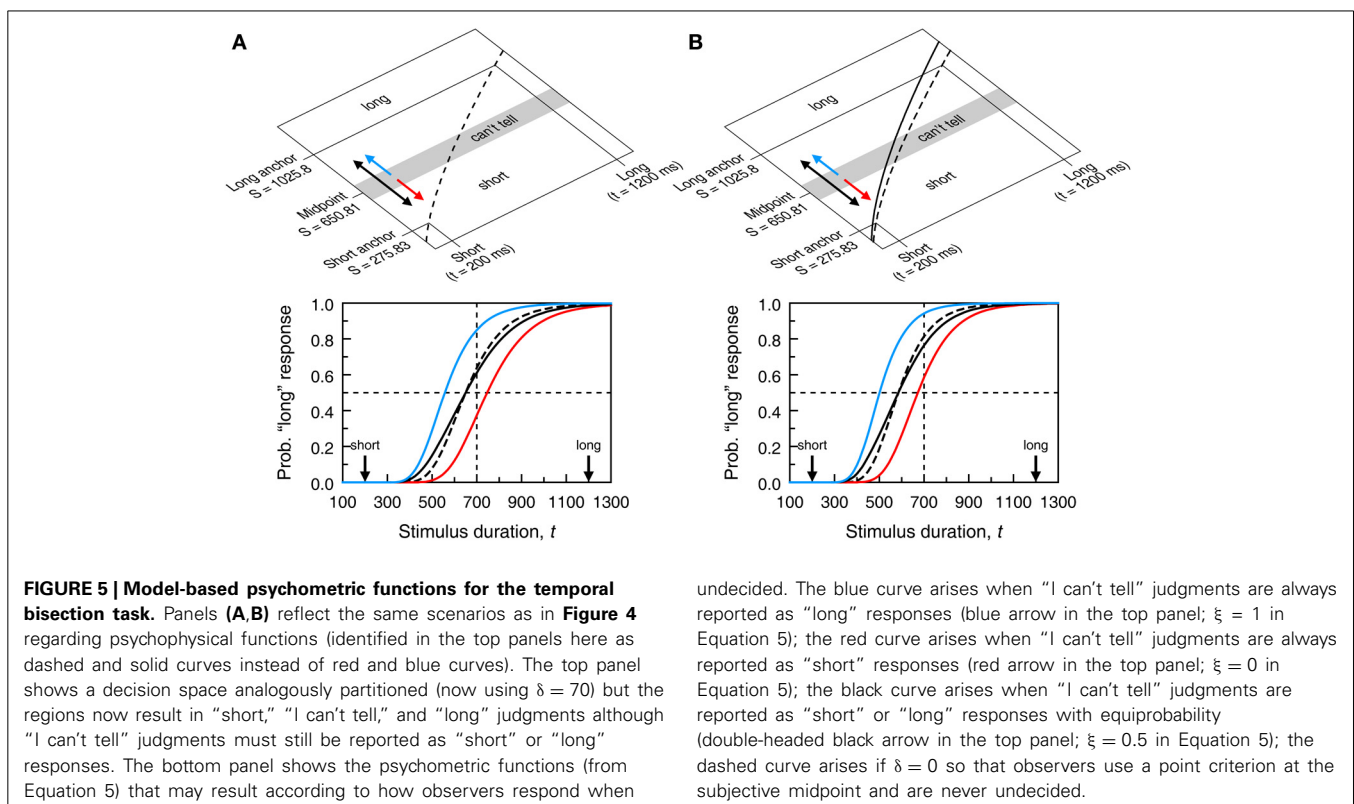 A
long
can't tell
short
Long anchor
S = 1025.8
Midpoint
S = 650.81
Short anchor
S = 275.83
Short
(t = 200 ms)
Long
(t = 1200 ms)
B
long
can't tell
short
Long anchor
S = 1025.8
Midpoint
S = 650.81
Short anchor
S = 275.83
Short
(t = 200 ms)
Long
(t = 1200 ms)
Prob. "long" response
1.0
0.8
0.6
0.4
0.2
0.0
short
long
100 300 500 700 900 1100 1300
Stimulus duration, t
Prob. "long" response
1.0
0.8
0.6
0.4
0.2
0.0
short
long
100 300 500 700 900 1100 1300
Stimulus duration, t
FIGURE 5 | Model-based psychometric functions for the temporal
bisection task. Panels (A,B) reflect the same scenarios as in Figure 4
regarding psychophysical functions (identified in the top panels here as
dashed and solid curves instead of red and blue curves). The top panel
shows a decision space analogously partitioned (now using δ = 70) but the
regions now result in "short," "I can't tell," and "long" judgments although
"I can't tell" judgments must still be reported as "short" or "long"
responses. The bottom panel shows the psychometric functions (from
Equation 5) that may result according to how observers respond when
undecided. The blue curve arises when "I can't tell" judgments are always
reported as "long" responses (blue arrow in the top panel; ξ = 1 in
Equation 5); the red curve arises when "I can't tell" judgments are always
reported as "short" responses (red arrow in the top panel; ξ = 0 in
Equation 5); the black curve arises when "I can't tell" judgments are
reported as "short" or "long" responses with equiprobability
(double-headed black arrow in the top panel; ξ = 0.5 in Equation 5); the
dashed curve arises if δ = 0 so that observers use a point criterion at the
subjective midpoint and are never undecided.